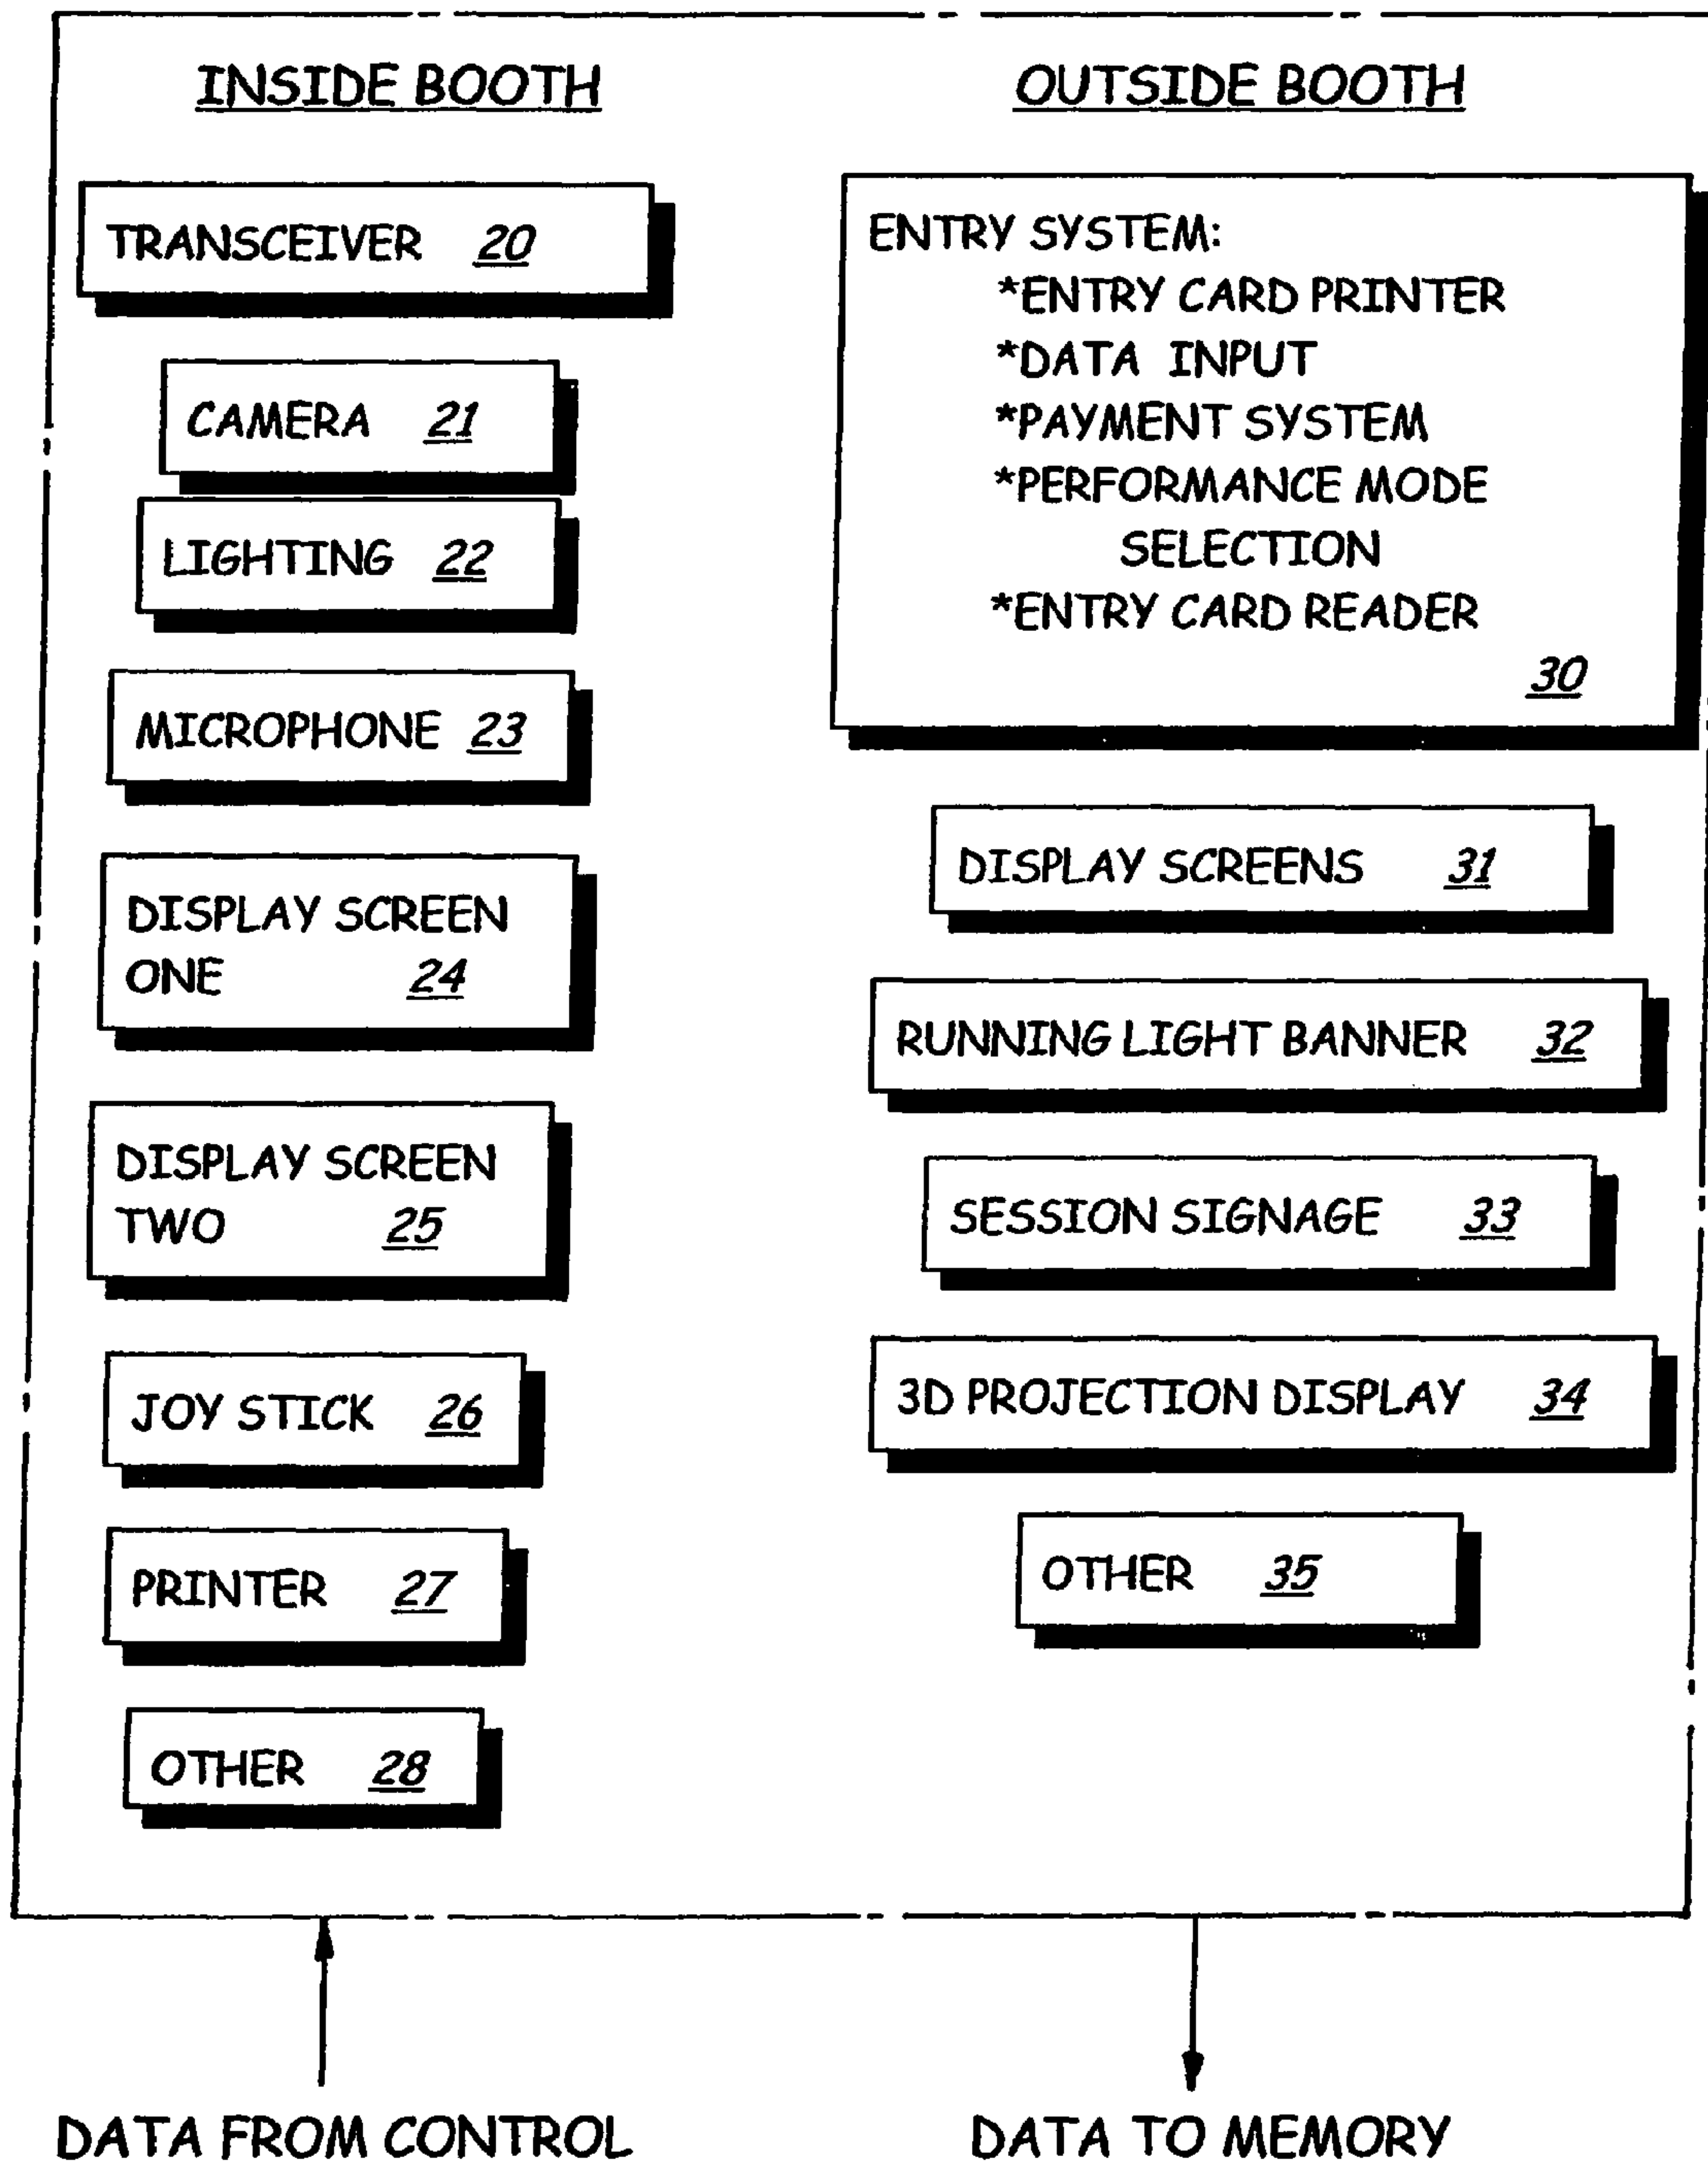 INSIDE BOOTH
TRANSCEIVER 20
CAMERA 21
LIGHTING 22
MICROPHONE 23
DISPLAY SCREEN
ONE 24
DISPLAY SCREEN
TWO 25
JOY STICK 26
PRINTER 27
OTHER 28
OUTSIDE BOOTH
ENTRY SYSTEM:
*ENTRY CARD PRINTER
*DATA INPUT
*PAYMENT SYSTEM
*PERFORMANCE MODE
SELECTION
*ENTRY CARD READER
30
DISPLAY SCREENS 31
RUNNING LIGHT BANNER 32
SESSION SIGNAGE 33
3D PROJECTION DISPLAY 34
OTHER 35
DATA FROM CONTROL
DATA TO MEMORY